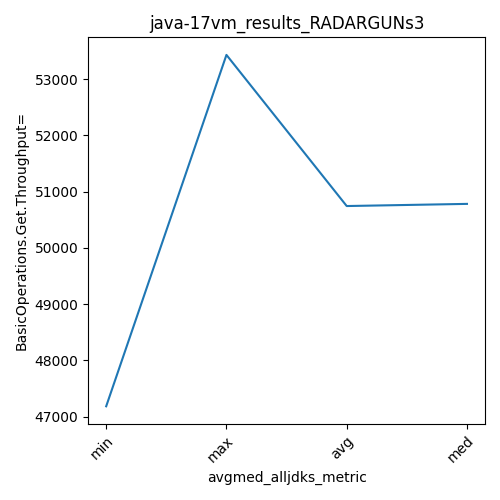 java-17vm_results_RADARGUNs3
BasicOperations.Get.Throughput=
53000
52000
51000
50000
49000
48000
47000
min
max
avg
med
avgmed_alljdks_metric